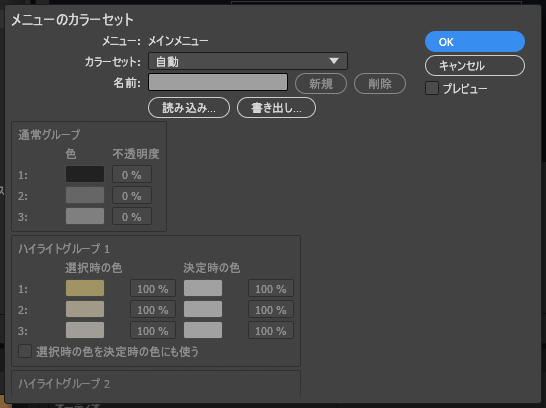 メニューのカラーセット
メニュー: メインメニュー
OK
カラーセット: 自動
キャンセル
名前:
新規
削除
プレビュー
読み込み...
書き出し...
通常グループ
色 不透明度
1: 0 %
2: 0 %
3: 0 %
ハイライトグループ 1
選択時の色 決定時の色
1: 100 % 100 %
2: 100 % 100 %
3: 100 % 100 %
選択時の色を決定時の色にも使う
ハイライトグループ 2